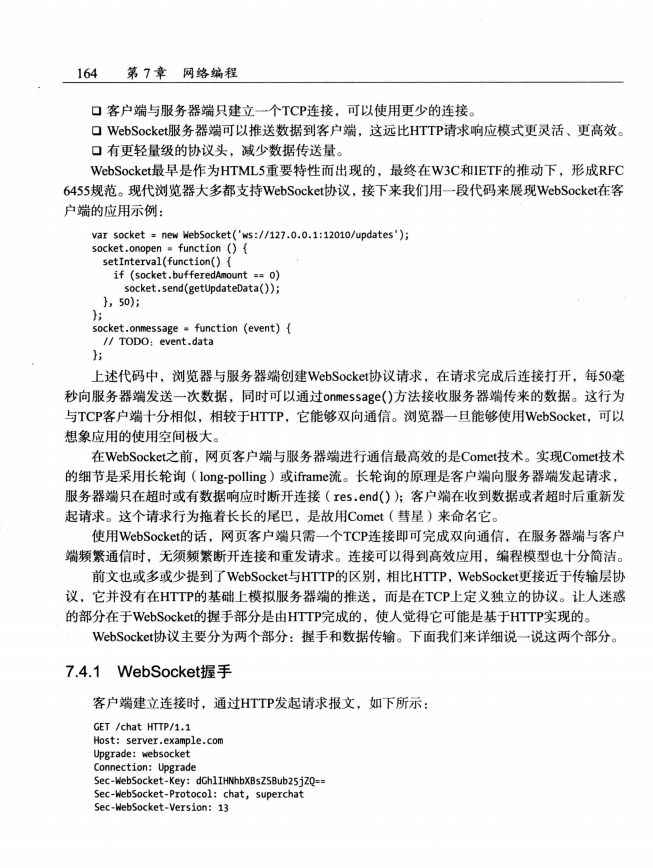 164 第 7 章 网络编程
❑ 客户端与服务器端只建立一个TCP连接，可以使用更少的连接。
❑ WebSocket服务器端可以推送数据到客户端，这远比HTTP请求响应模式更灵活、更高效。
❑ 有更轻量级的协议头，减少数据传送量。
WebSocket最早是作为HTML5重要特性而出现的，最终在W3C和IETF的推动下，形成RFC
6455规范。现代浏览器大多都支持WebSocket协议，接下来我们用一段代码来展现WebSocket在客
户端的应用示例：
var socket = new WebSocket('ws://127.0.0.1:12010/updates');
socket.onopen = function () {
setInterval(function() {
if (socket.bufferedAmount == 0)
socket.send(getUpdateData());
}, 50);
};
socket.onmessage = function (event) {
// TODO：event.data
};
上述代码中，浏览器与服务器端创建WebSocket协议请求，在请求完成后连接打开，每50毫
秒向服务器端发送一次数据，同时可以通过onmessage()方法接收服务器端传来的数据。这行为
与TCP客户端十分相似，相较于HTTP，它能够双向通信。浏览器一旦能够使用WebSocket，可以
想象应用的使用空间极大。
在WebSocket之前，网页客户端与服务器端进行通信最高效的是Comet技术。实现Comet技术
的细节是采用长轮询（long-polling）或iframe流。长轮询的原理是客户端向服务器端发起请求，
服务器端只在超时或有数据响应时断开连接（res.end()）；客户端在收到数据或者超时后重新发
起请求。这个请求行为拖着长长的尾巴，是故用Comet（彗星）来命名它。
使用WebSocket的话，网页客户端只需一个TCP连接即可完成双向通信，在服务器端与客户
端频繁通信时，无须频繁断开连接和重发请求。连接可以得到高效应用，编程模型也十分简洁。
前文也或多或少提到了WebSocket与HTTP的区别，相比HTTP，WebSocket更接近于传输层协
议，它并没有在HTTP的基础上模拟服务器端的推送，而是在TCP上定义独立的协议。让人迷惑
的部分在于WebSocket的握手部分是由HTTP完成的，使人觉得它可能是基于HTTP实现的。
WebSocket协议主要分为两个部分：握手和数据传输。下面我们来详细说一说这两个部分。
7.4.1 WebSocket握手
客户端建立连接时，通过HTTP发起请求报文，如下所示：
GET /chat HTTP/1.1
Host: server.example.com
Upgrade: websocket
Connection: Upgrade
Sec-WebSocket-Key: dGhlIHNhbXBsZSBub25jZQ==
Sec-WebSocket-Protocol: chat, superchat
Sec-WebSocket-Version: 13